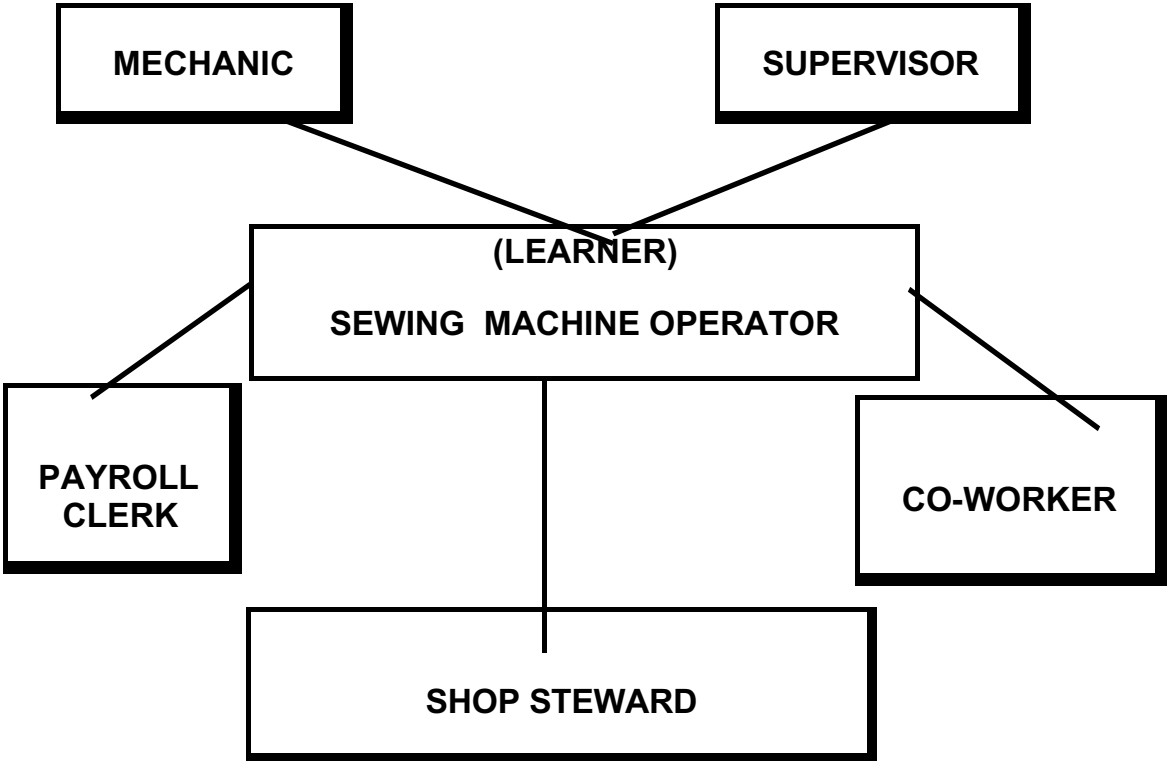 MECHANIC
SUPERVISOR
(LEARNER)
SEWING MACHINE OPERATOR
PAYROLL
CLERK
CO-WORKER
SHOP STEWARD